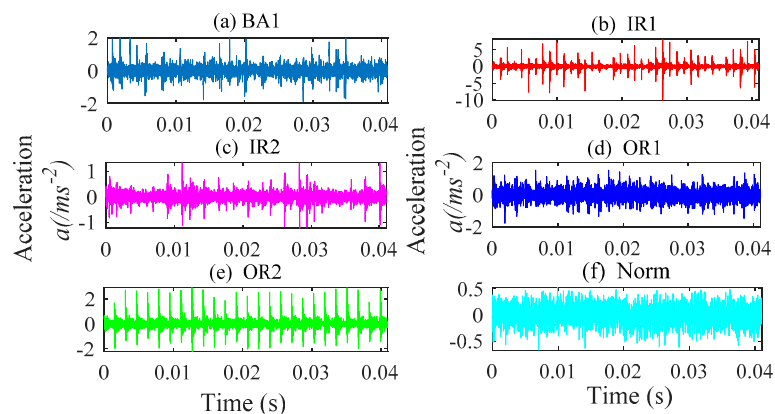 (a) BA1
2
0
-2
0 0.01 0.02 0.03 0.04
(b) IR1
5
0
-5
-10
0 0.01 0.02 0.03 0.04
Acceleration
a(/ms⁻²)
(c) IR2
1
0
-1
0 0.01 0.02 0.03 0.04
Acceleration
a(/ms⁻²)
(d) OR1
2
0
-2
0 0.01 0.02 0.03 0.04
(e) OR2
2
0
-2
0 0.01 0.02 0.03 0.04
Time (s)
(f) Norm
0.5
0
-0.5
0 0.01 0.02 0.03 0.04
Time (s)